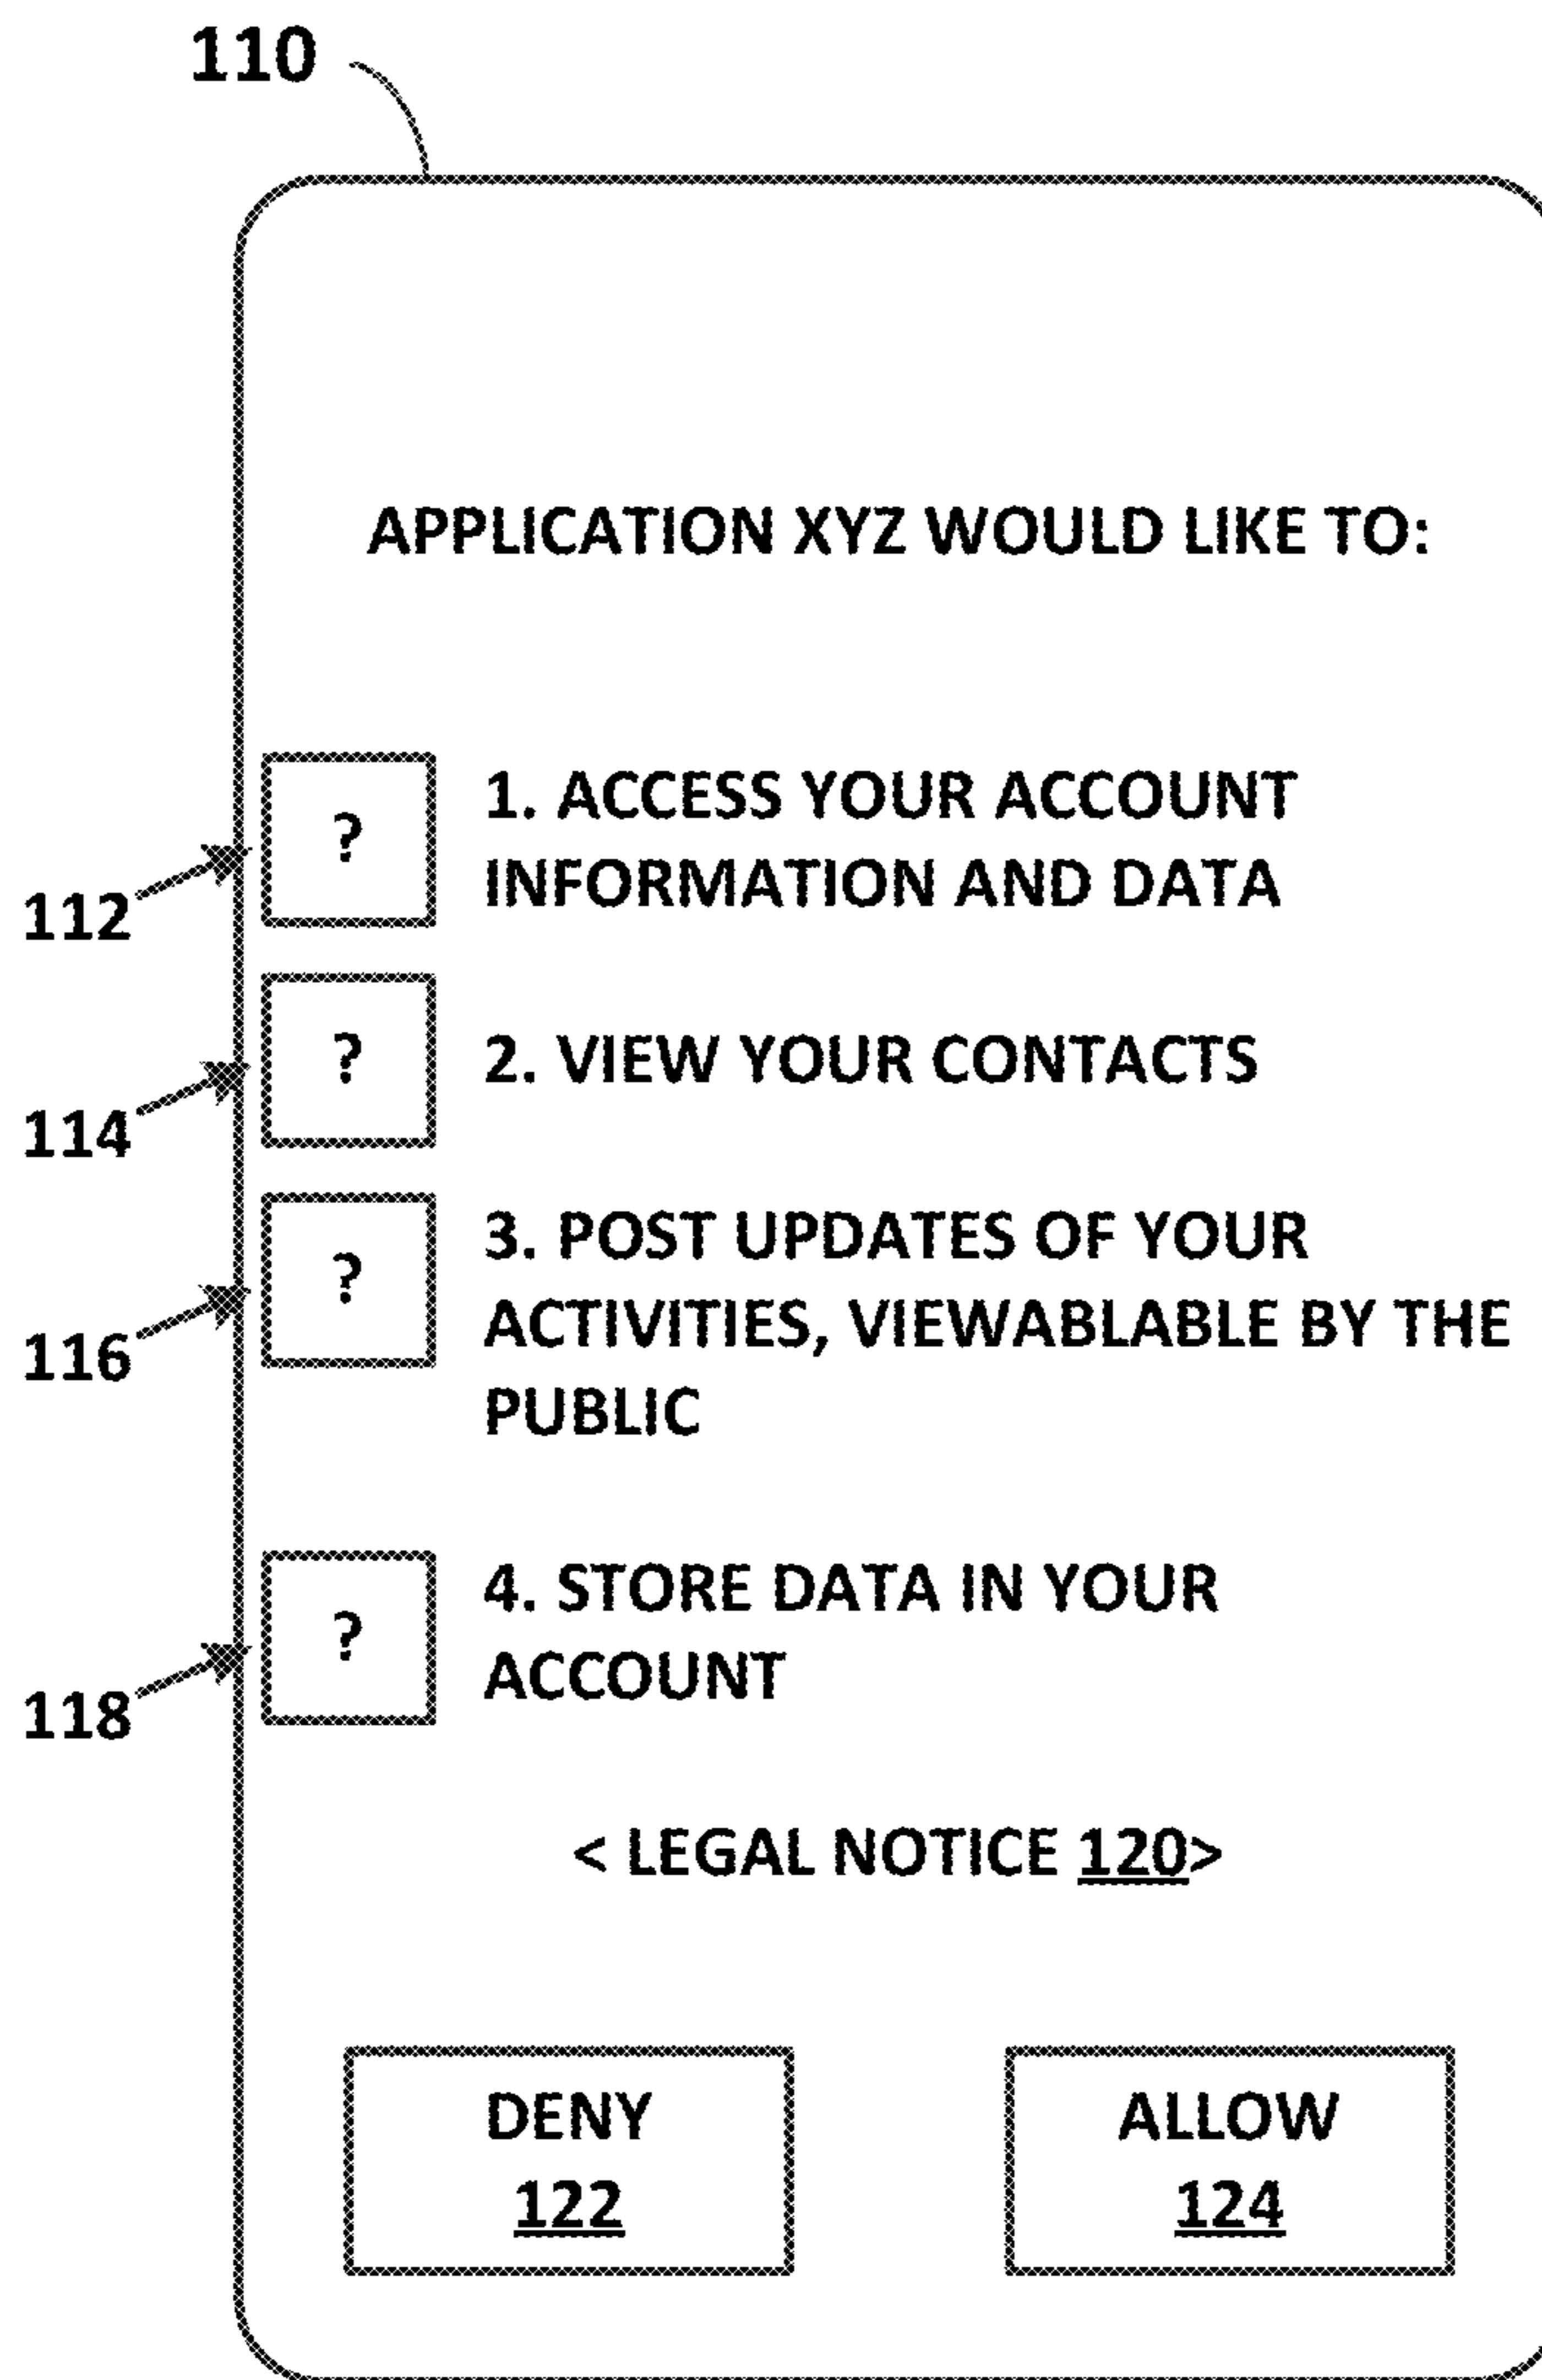 110
APPLICATION XYZ WOULD LIKE TO:
?
1. ACCESS YOUR ACCOUNT
INFORMATION AND DATA
112
?
2. VIEW YOUR CONTACTS
114
?
3. POST UPDATES OF YOUR
ACTIVITIES, VIEWABLABLE BY THE
PUBLIC
116
?
4. STORE DATA IN YOUR
ACCOUNT
118
< LEGAL NOTICE 120>
DENY
122
ALLOW
124